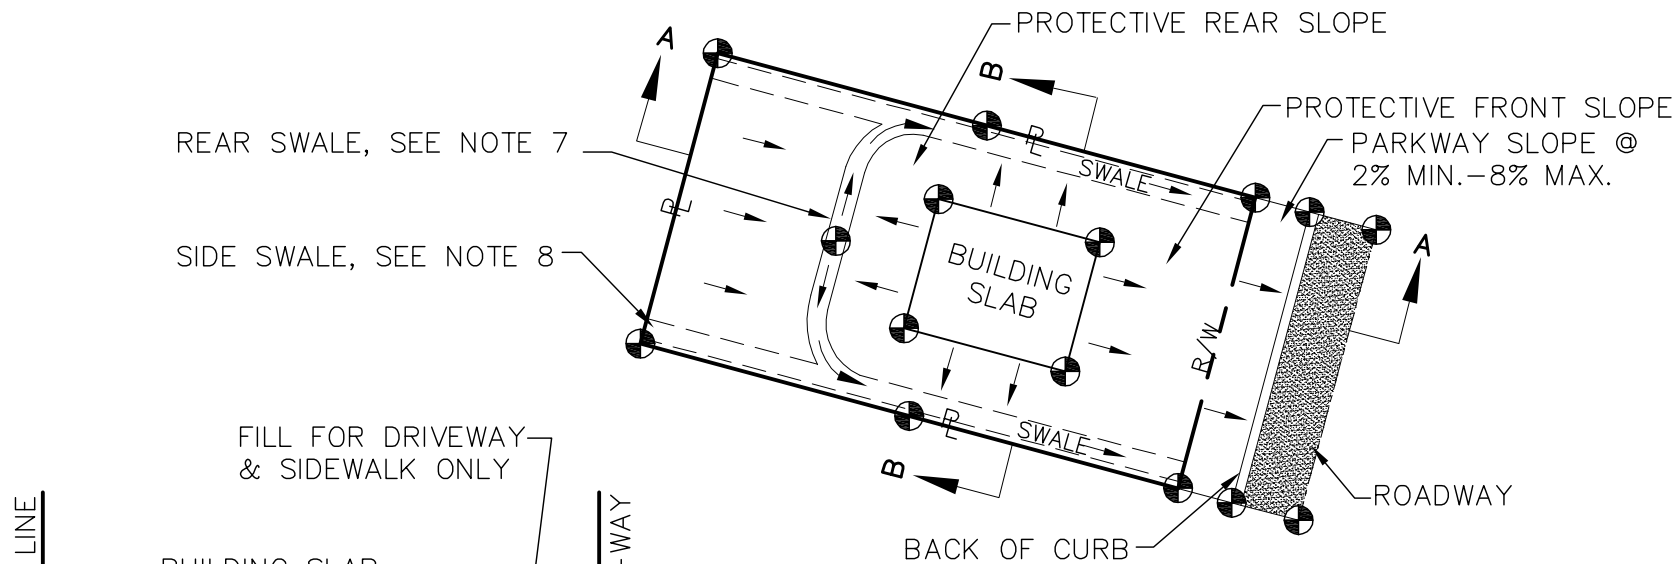 PROTECTIVE REAR SLOPE
A
B
PROTECTIVE FRONT SLOPE
REAR SWALE, SEE NOTE 7
PL
PARKWAY SLOPE @
2% MIN.-8% MAX.
SWALE
PL
A
SIDE SWALE, SEE NOTE 8
BUILDING
SLAB
R/W
FILL FOR DRIVEWAY
& SIDEWALK ONLY
PL
SWALE
B
ROADWAY
LINE
-WAY
BACK OF CURB
BUILDING SLAB